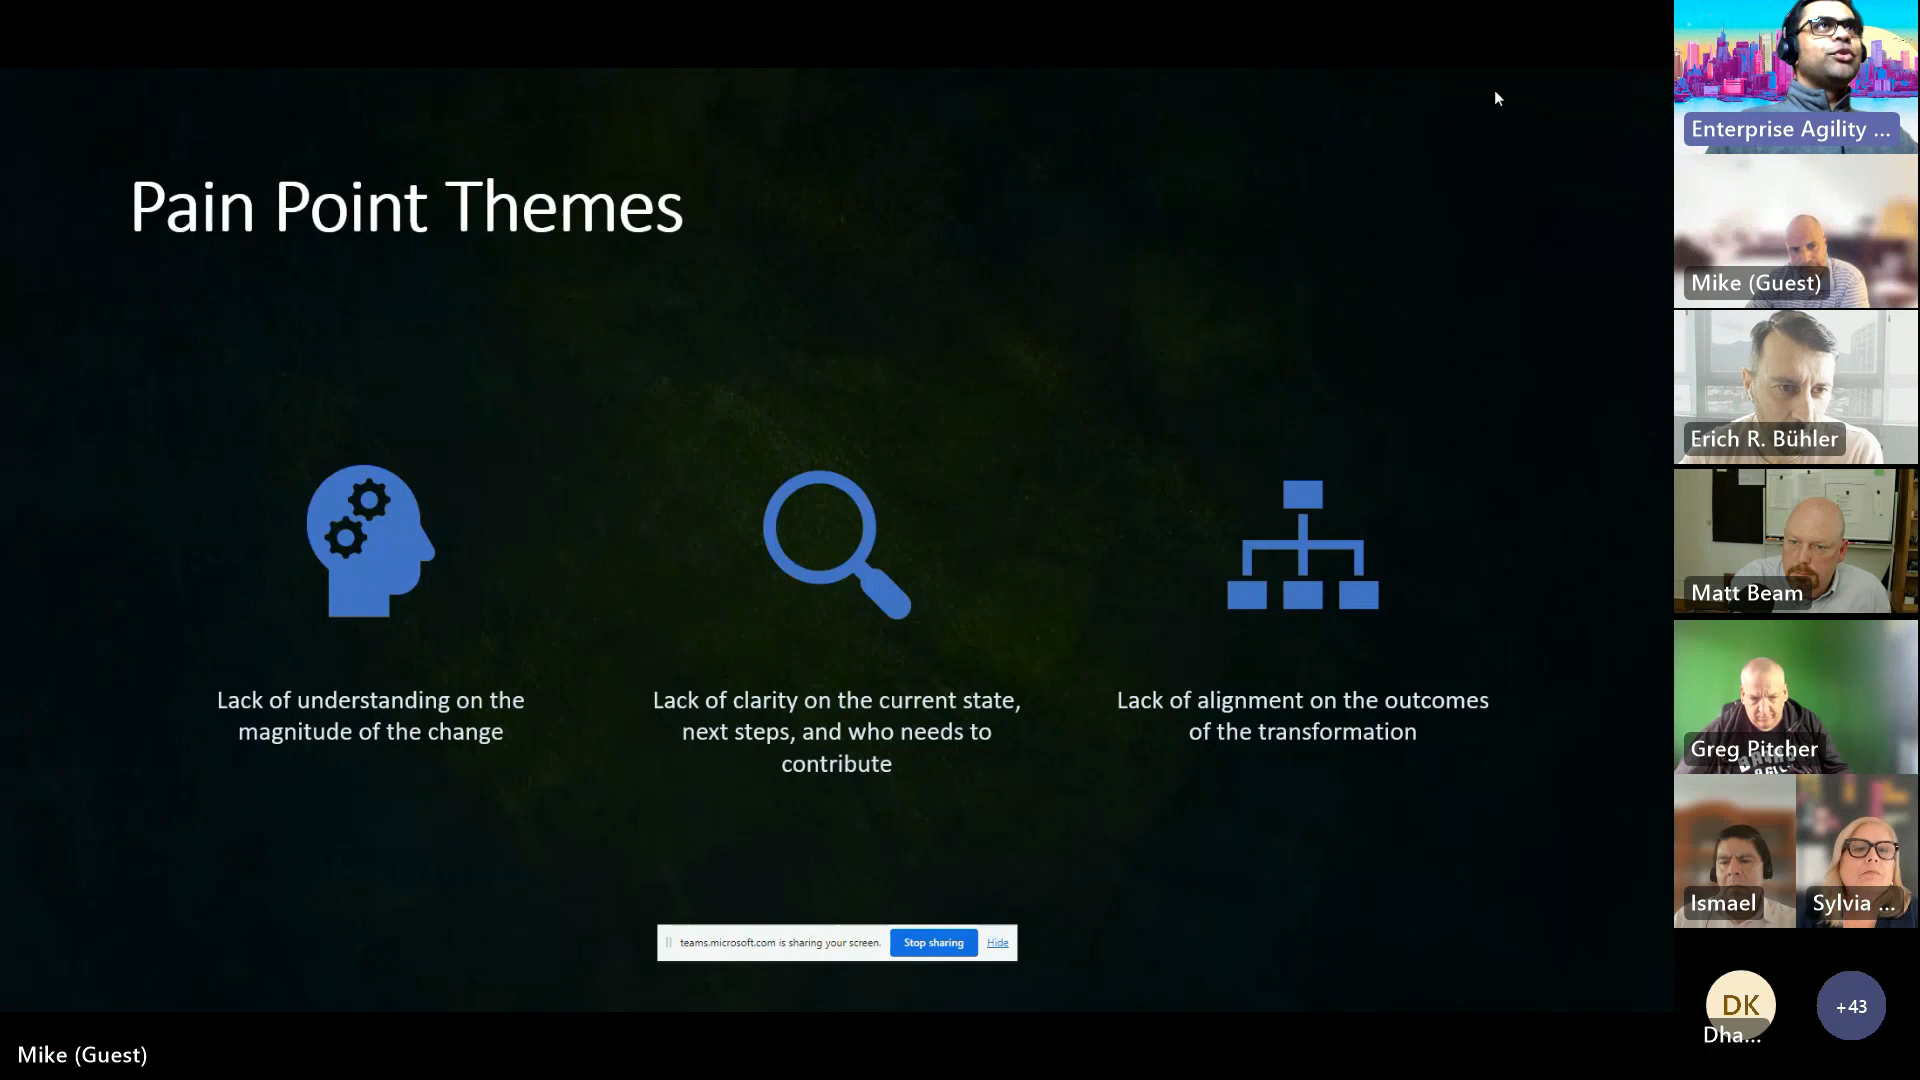 Pain Point Themes
Lack of understanding on the
magnitude of the change
Lack of clarity on the current state,
next steps, and who needs to
contribute
Lack of alignment on the outcomes
of the transformation
teams.microsoft.com is sharing your screen.
Stop sharing
Hide
Mike (Guest)
Enterprise Agility ...
Mike (Guest)
Erich R. Bühler
Matt Beam
Greg Pitcher
Ismael
Sylvia ...
DK
Dha...
+43